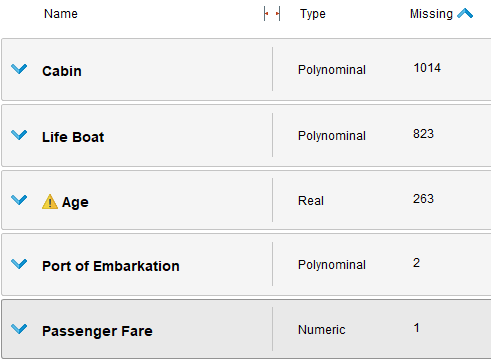 Name Type Missing
Cabin Polynominal 1014
Life Boat Polynominal 823
Age Real 263
Port of Embarkation Polynominal 2
Passenger Fare Numeric 1